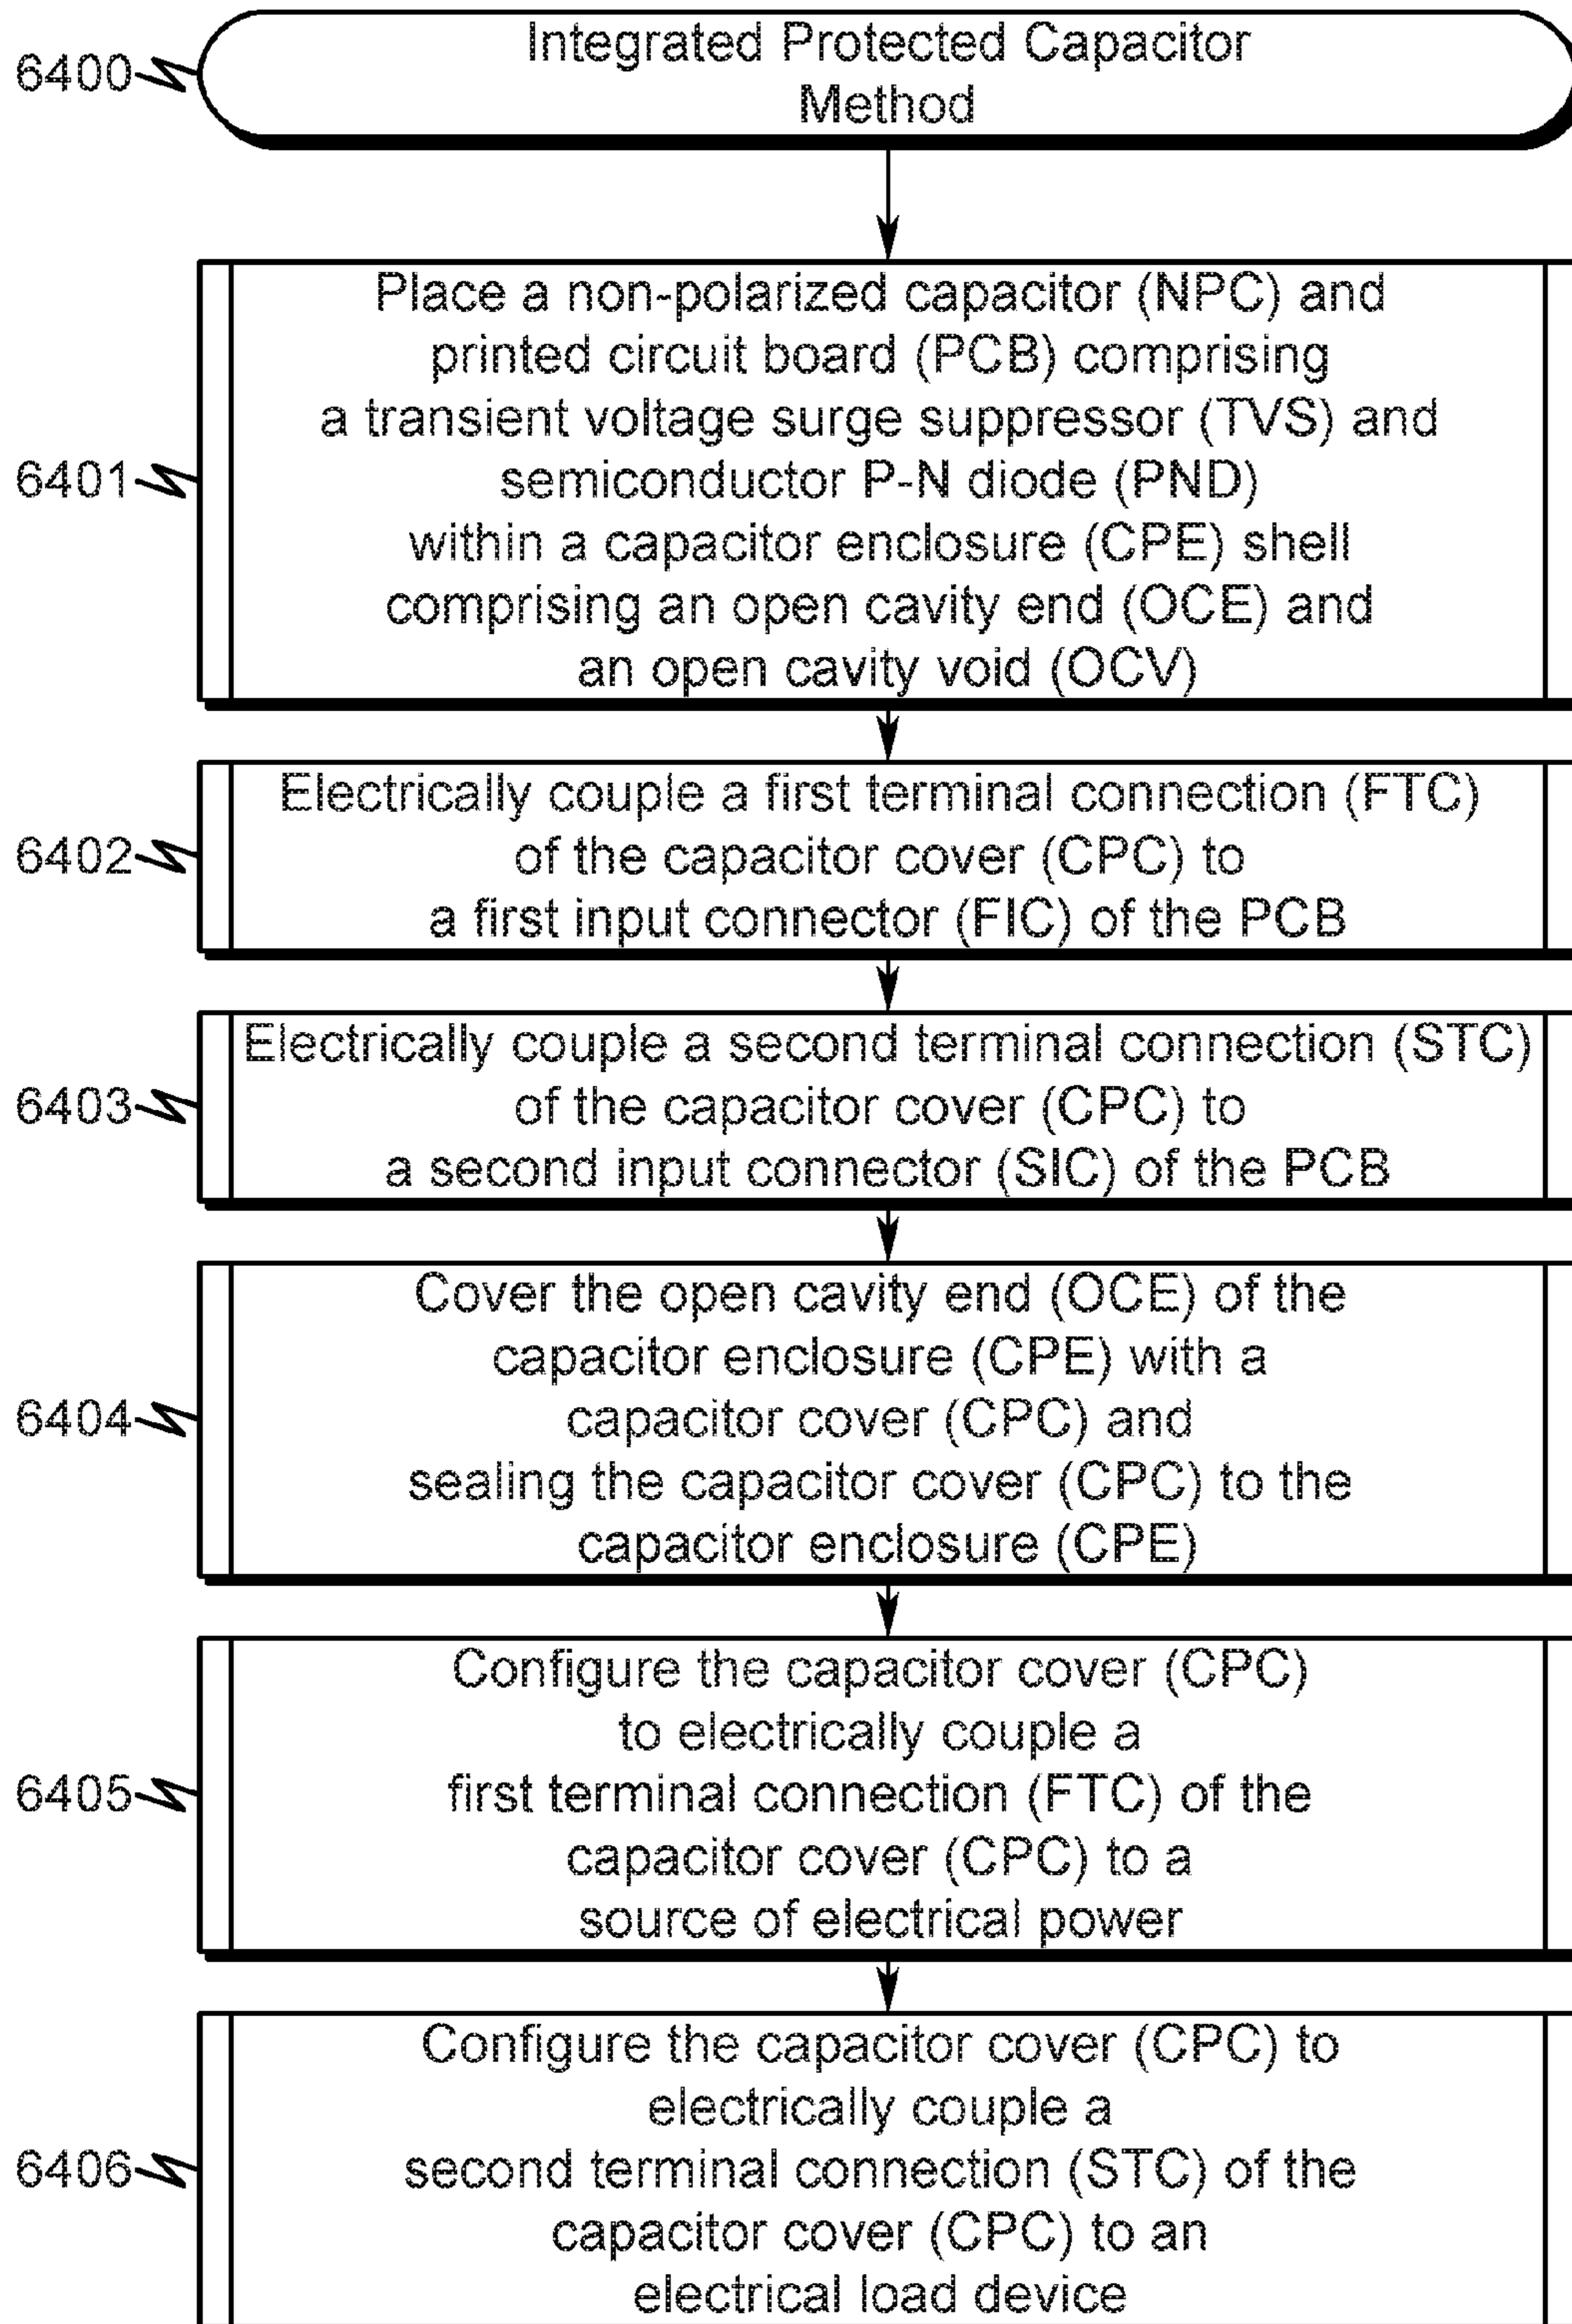 6400
Integrated Protected Capacitor
Method
6401
Place a non-polarized capacitor (NPC) and
printed circuit board (PCB) comprising
a transient voltage surge suppressor (TVS) and
semiconductor P-N diode (PND)
within a capacitor enclosure (CPE) shell
comprising an open cavity end (OCE) and
an open cavity void (OCV)
6402
Electrically couple a first terminal connection (FTC)
of the capacitor cover (CPC) to
a first input connector (FIC) of the PCB
6403
Electrically couple a second terminal connection (STC)
of the capacitor cover (CPC) to
a second input connector (SIC) of the PCB
6404
Cover the open cavity end (OCE) of the
capacitor enclosure (CPE) with a
capacitor cover (CPC) and
sealing the capacitor cover (CPC) to the
capacitor enclosure (CPE)
6405
Configure the capacitor cover (CPC)
to electrically couple a
first terminal connection (FTC) of the
capacitor cover (CPC) to a
source of electrical power
6406
Configure the capacitor cover (CPC) to
electrically couple a
second terminal connection (STC) of the
capacitor cover (CPC) to an
electrical load device